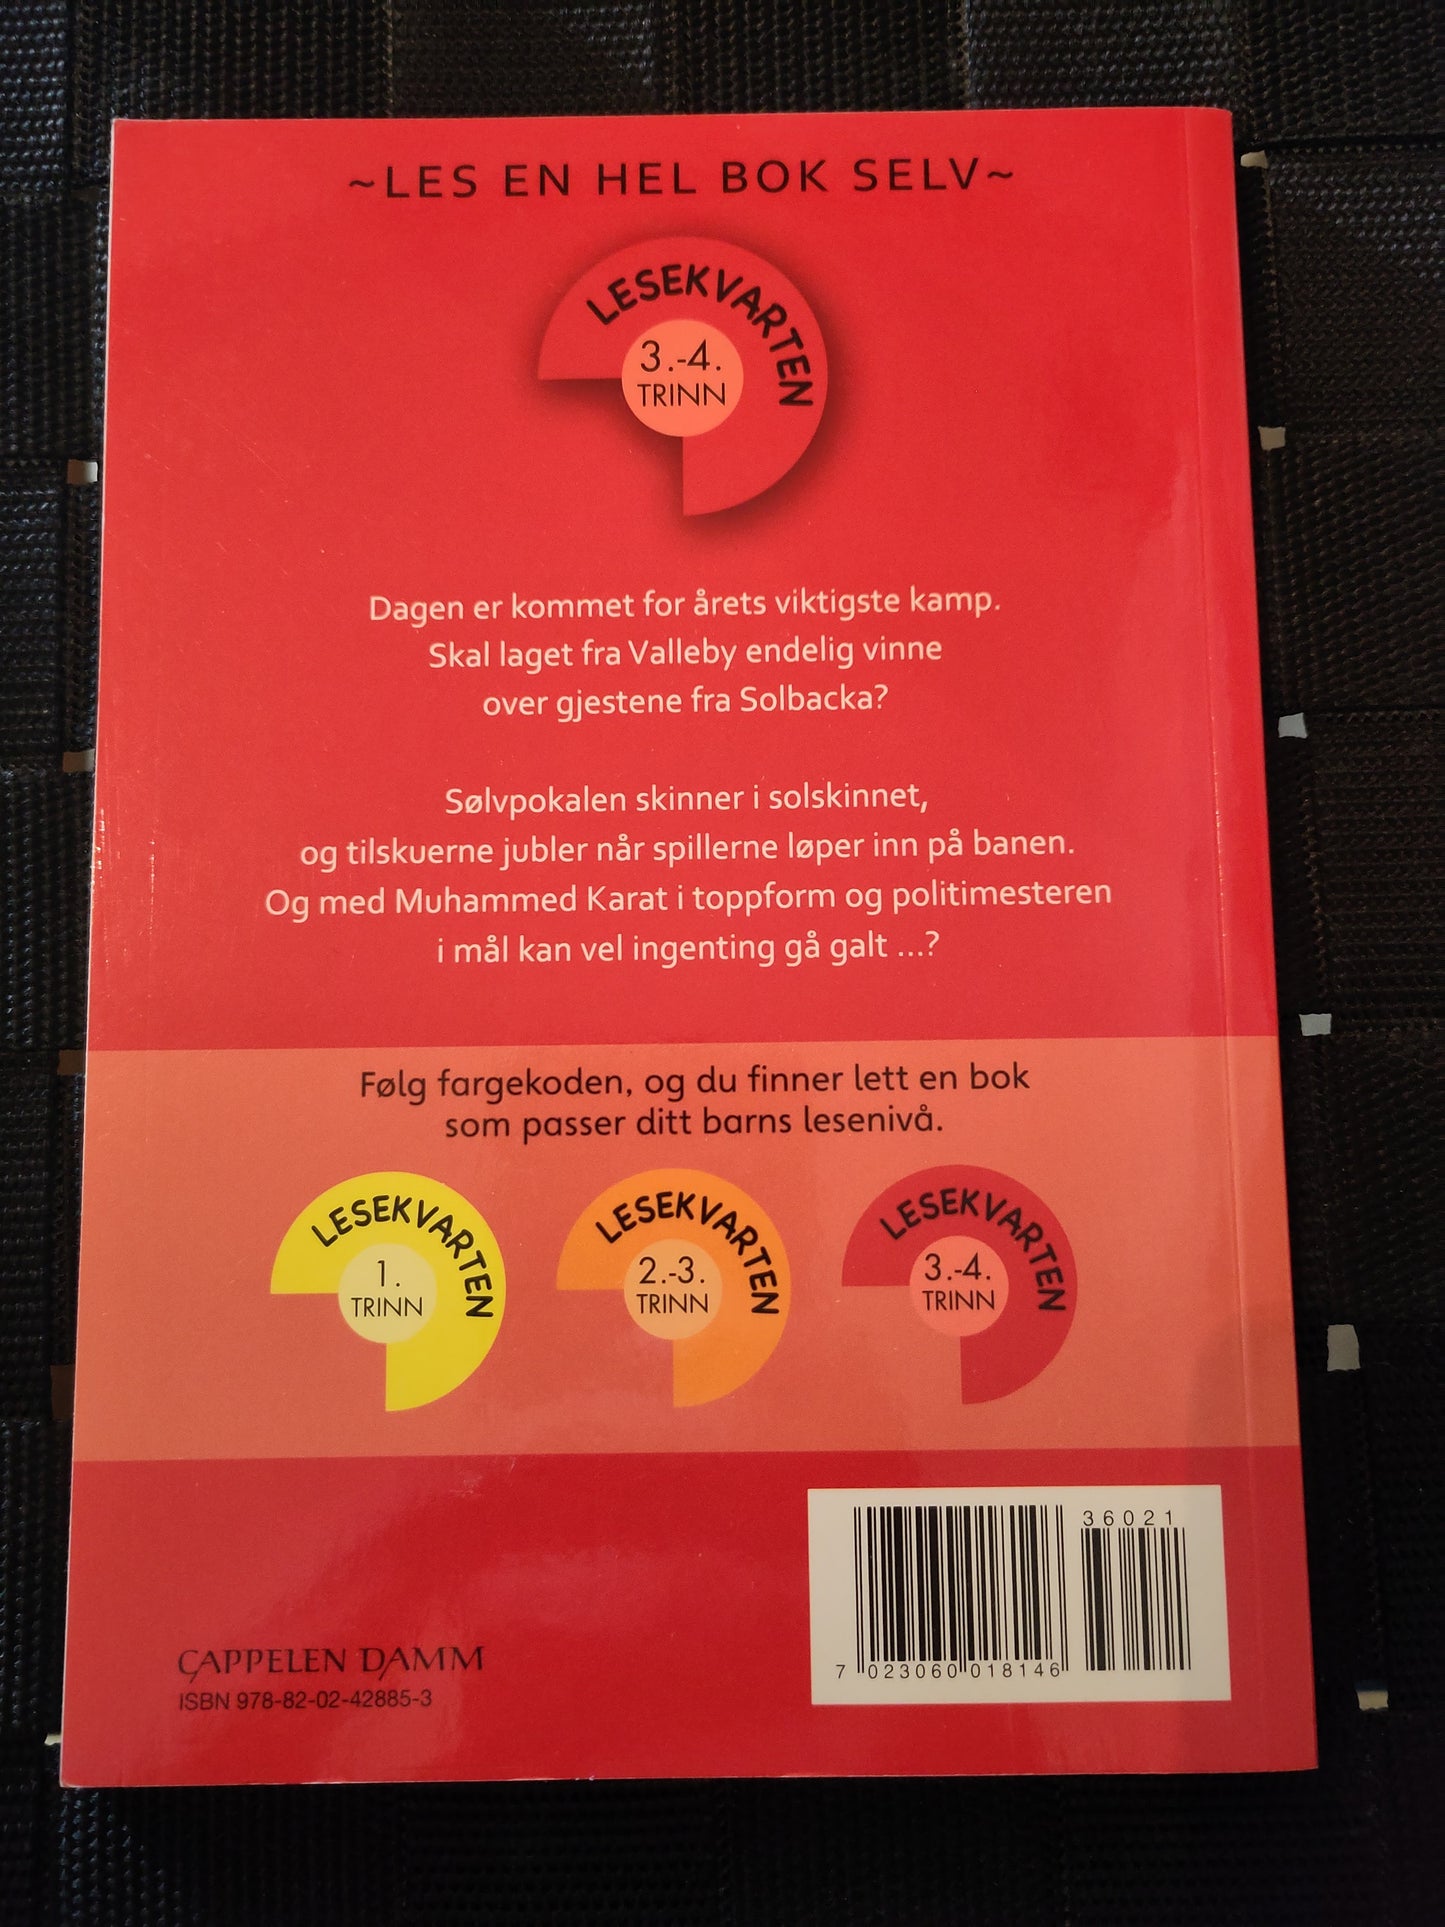 ~LES EN HEL BOK SELV~
LESEKVARTEN
3.-4.
TRINN
Dagen er kommet for årets viktigste kamp.
Skal laget fra Valleby endelig vinne
over gjestene fra Solbacka?
Sølvpokalen skinner i solskinnet,
og tilskuerne jubler når spillerne løper inn på banen.
Og med Muhammed Karat i toppform og politimesteren
i mål kan vel ingenting gå galt ...?
Følg fargekoden, og du finner lett en bok
som passer ditt barns lesenivå.
LESEKVARTEN
1.
TRINN
LESEKVARTEN
2.-3.
TRINN
LESEKVARTEN
3.-4.
TRINN
36021
7 023060 018146
CAPPELEN DAMM
ISBN 978-82-02-42885-3